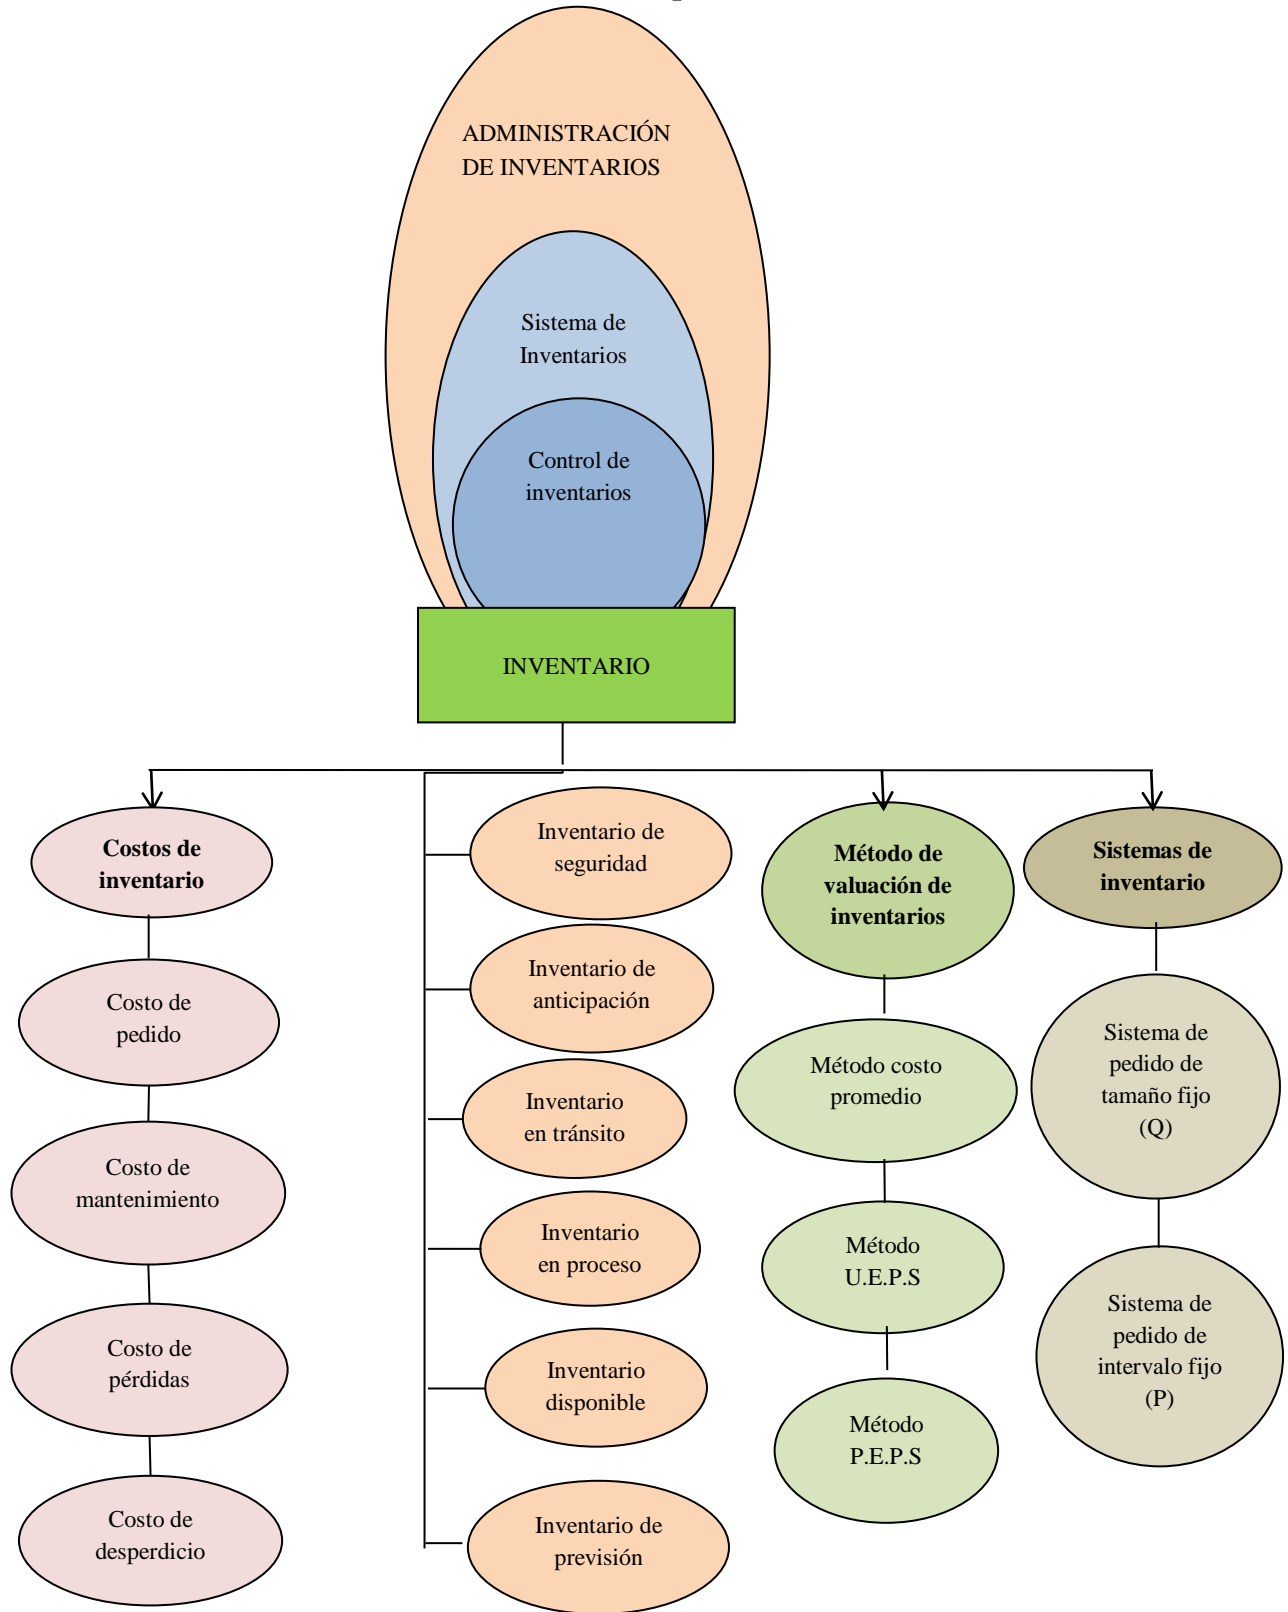 ADMINISTRACIÓN
DE INVENTARIOS
Sistema de
Inventarios
Control de
inventarios
INVENTARIO
Costos de
inventario
Costo de
pedido
Costo de
mantenimiento
Costo de
pérdidas
Costo de
desperdicio
Inventario de
seguridad
Inventario de
anticipación
Inventario
en tránsito
Inventario
en proceso
Inventario
disponible
Inventario de
previsión
Método de
valuación de
inventarios
Método costo
promedio
Método
U.E.P.S
Método
P.E.P.S
Sistemas de
inventario
Sistema de
pedido de
tamaño fijo
(Q)
Sistema de
pedido de
intervalo fijo
(P)